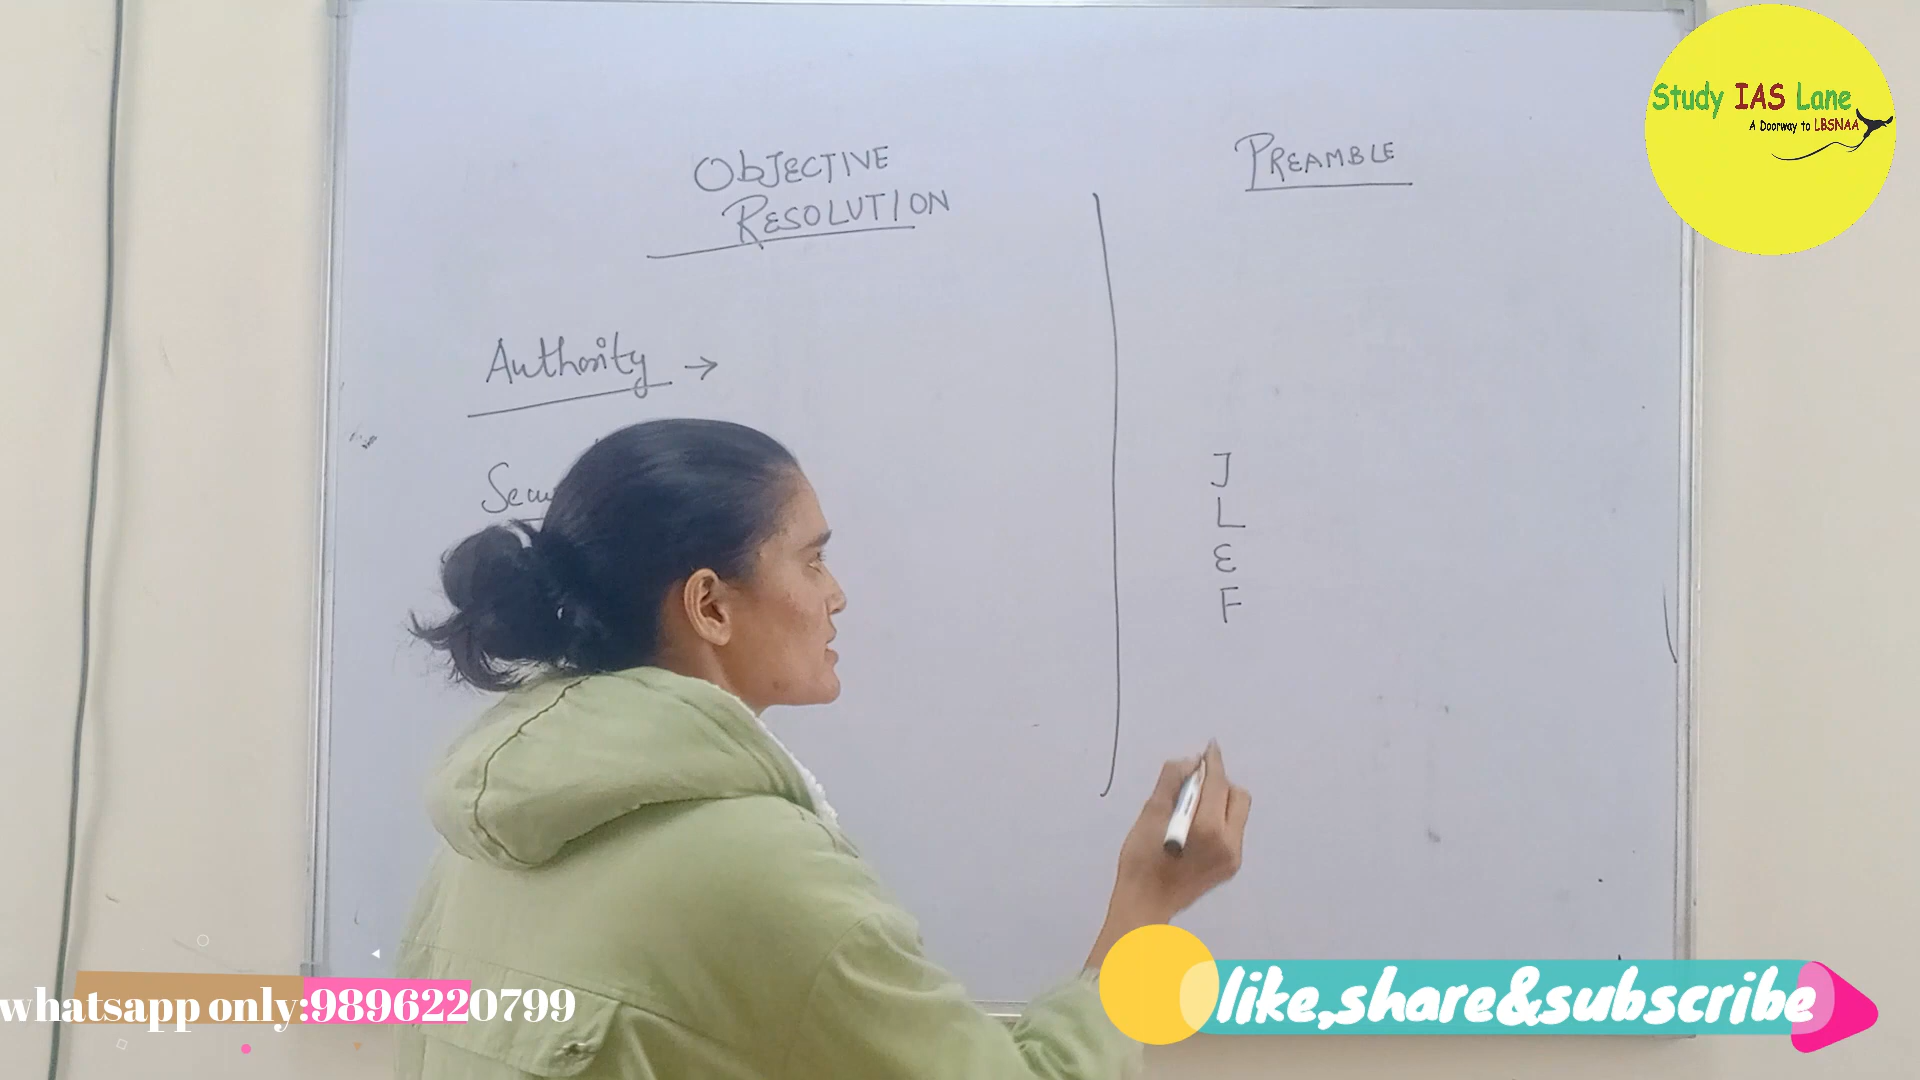 Study IAS Lane
A Doorway to LBSNAA
OBJECTIVE
RESOLUTION
PREAMBLE
Authority →
J
L
E
F
whatsapp only:9896220799
like,share&subscribe